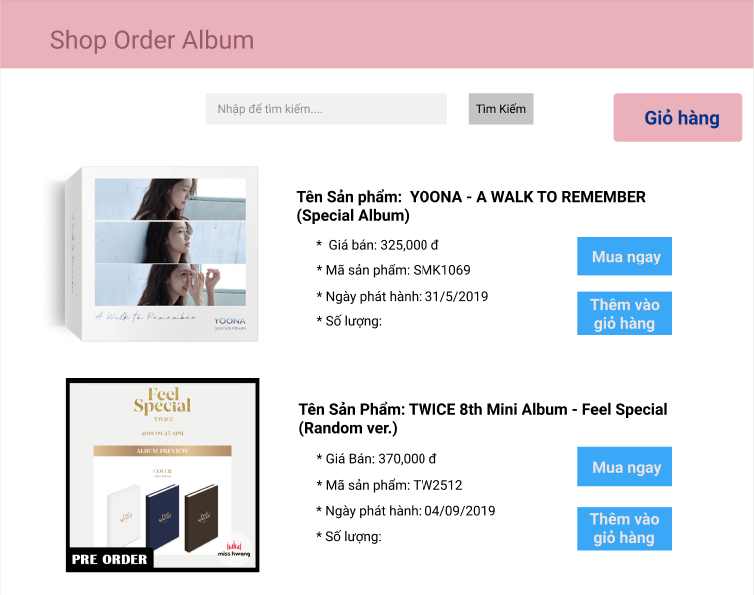 Shop Order Album
Nhập để tìm kiếm....
Tìm Kiếm
Giỏ hàng
A Walk to Remember
YOONA
Special Album
Tên Sản phẩm: YOONA - A WALK TO REMEMBER
(Special Album)
* Giá bán: 325,000 đ
* Mã sản phẩm: SMK1069
* Ngày phát hành: 31/5/2019
* Số lượng:
Mua ngay
Thêm vào
giỏ hàng
Feel
Special
TWICE
2019.09.23 6PM
ALBUM PREVIEW
COVER
miss hwang
PRE ORDER
Tên Sản Phẩm: TWICE 8th Mini Album - Feel Special
(Random ver.)
* Giá Bán: 370,000 đ
* Mã sản phẩm: TW2512
* Ngày phát hành: 04/09/2019
* Số lượng:
Mua ngay
Thêm vào
giỏ hàng